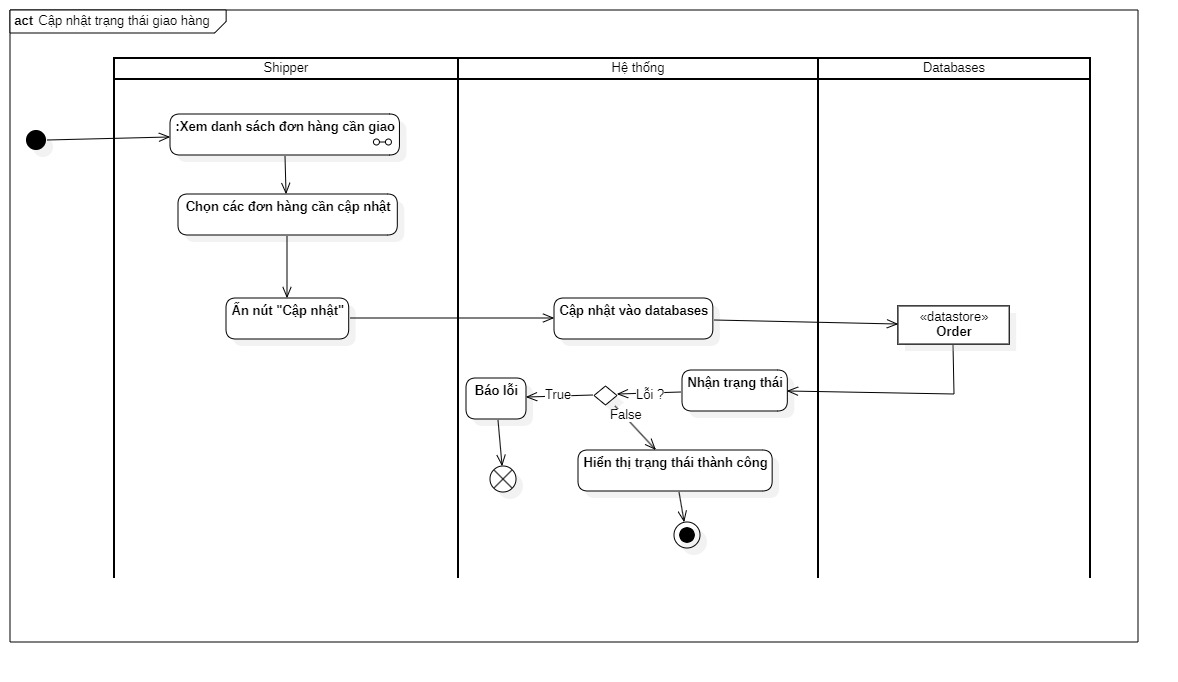 act Cập nhật trạng thái giao hàng
Shipper
Hệ thống
Databases
:Xem danh sách đơn hàng cần giao
Chọn các đơn hàng cần cập nhật
Ấn nút "Cập nhật"
Cập nhật vào databases
«datastore»
Order
Nhận trạng thái
Lỗi ?
True
Báo lỗi
False
Hiển thị trạng thái thành công